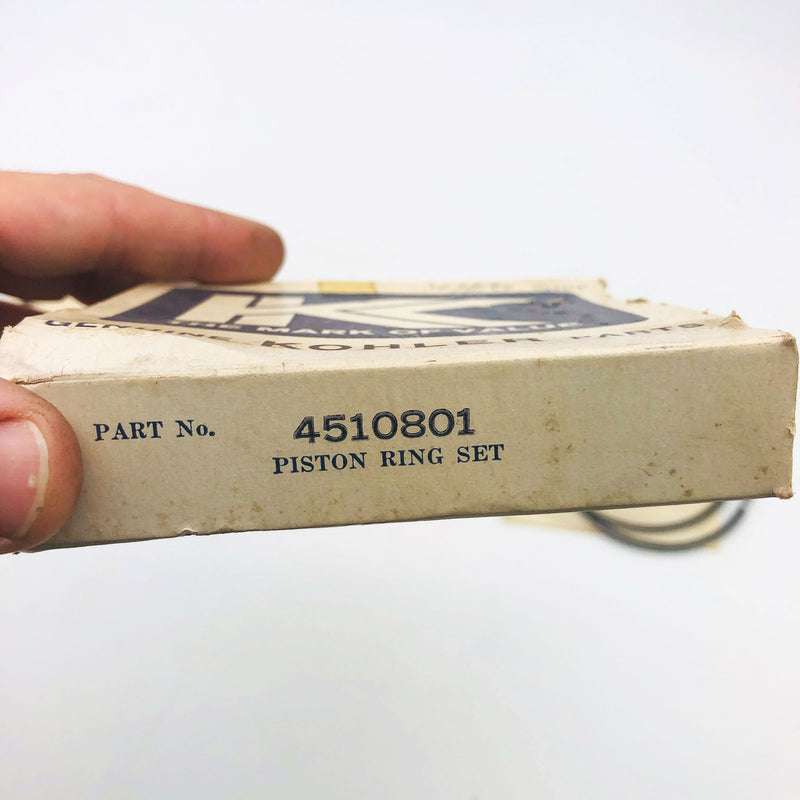 K
THE MARK OF VALUE
GENUINE KOHLER PARTS
PART No. 4510801
PISTON RING SET